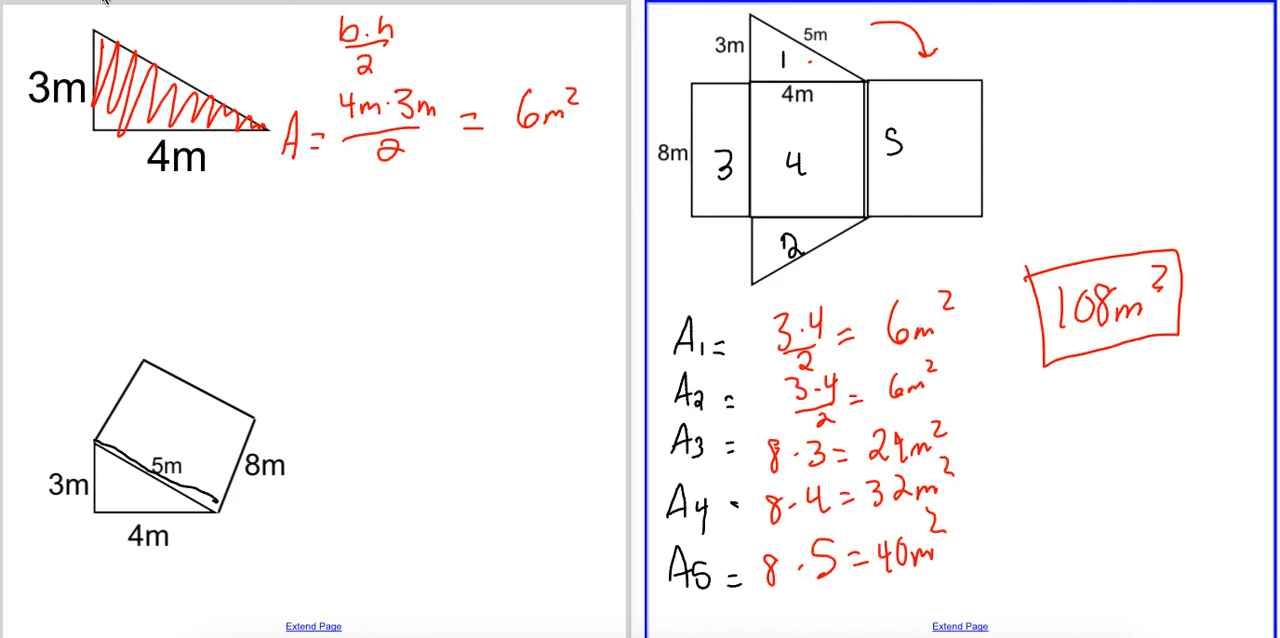 b.h
2
3m
A = 4m·3m = 6m²
2
4m
5m
3m
8m
4m
Extend Page
5m
3m
1
4m
8m
3
4
5
2
108m²
A1= 3.4 = 6m²
2
A2 = 3-4 = 6m²
2
A3 = 8·3= 24m²
A4 · 8·4=32m²
A5 = 8·5=40m²
Extend Page